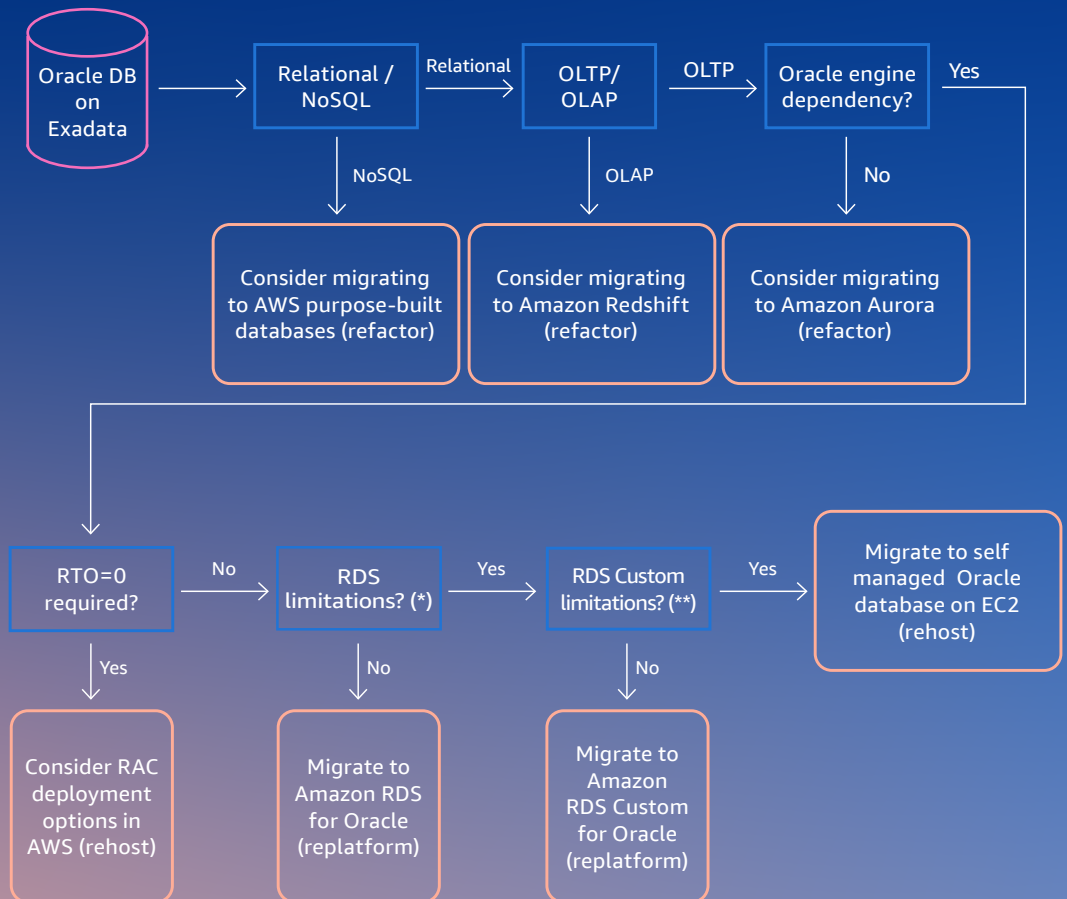 Oracle DB
on
Exadata
Relational /
NoSQL
Relational
OLTP/
OLAP
OLTP
Oracle engine
dependency?
Yes
NoSQL
OLAP
No
Consider migrating
to AWS purpose-built
databases (refactor)
Consider migrating
to Amazon Redshift
(refactor)
Consider migrating
to Amazon Aurora
(refactor)
RTO=0
required?
No
RDS
limitations? (*)
Yes
RDS Custom
limitations? (**)
Yes
Migrate to self
managed Oracle
database on EC2
(rehost)
Yes
No
No
Consider RAC
deployment
options in
AWS (rehost)
Migrate to
Amazon RDS
for Oracle
(replatform)
Migrate to
Amazon
RDS Custom
for Oracle
(replatform)